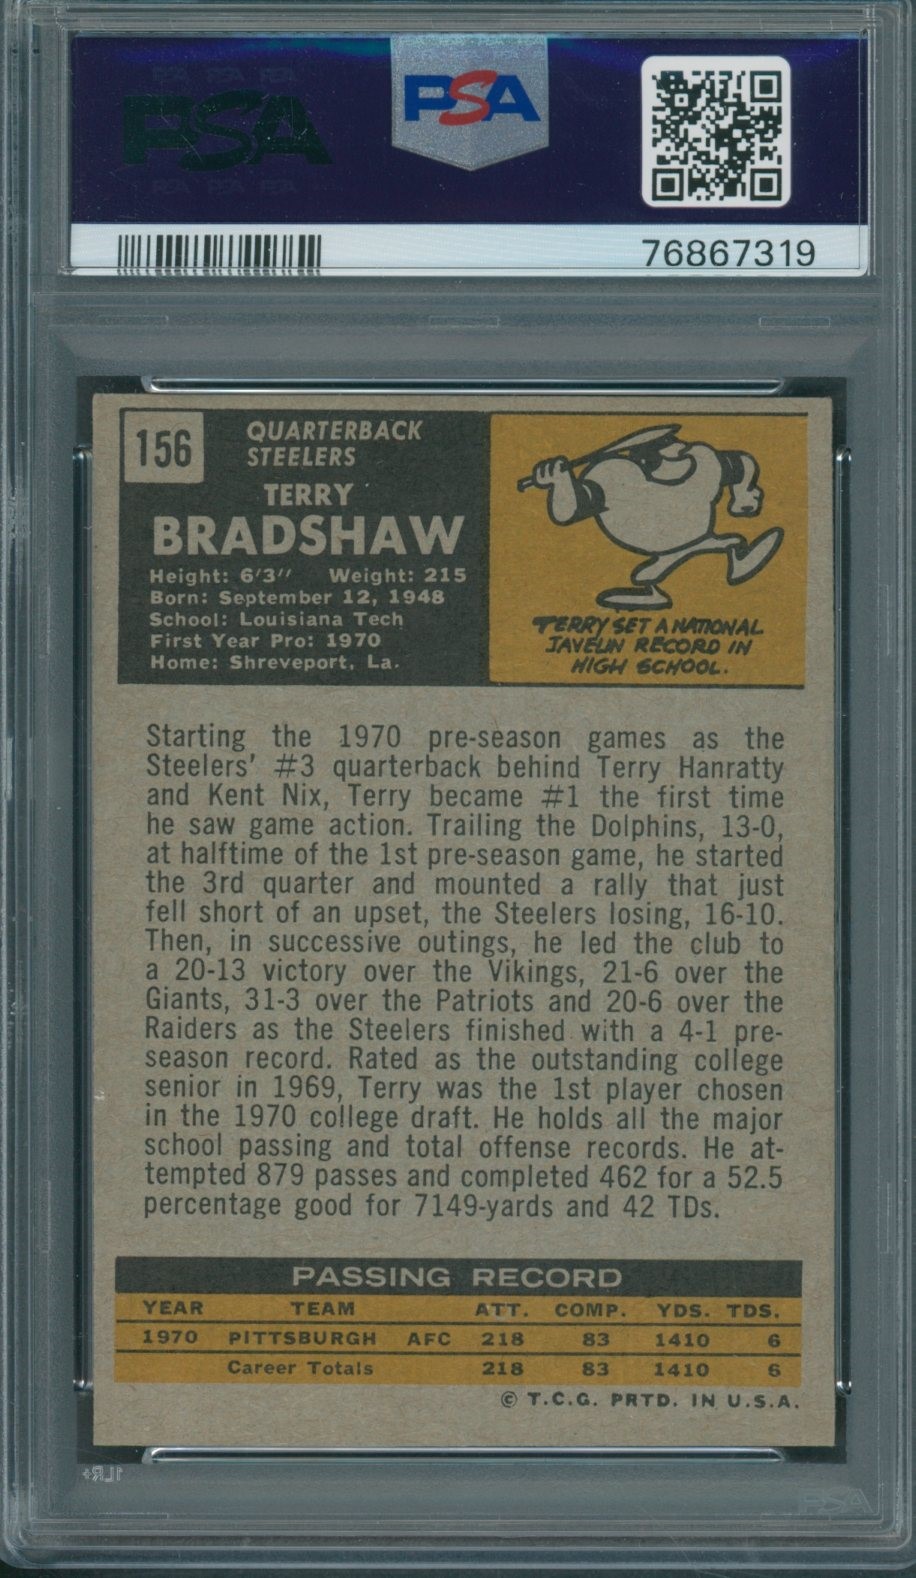 PSA PSA PSA
PSA
PSA PSA PSA
PSA
76867319
156
QUARTERBACK
STEELERS
TERRY
BRADSHAW
Height: 6'3" Weight: 215
Born: September 12, 1948
School: Louisiana Tech
First Year Pro: 1970
Home: Shreveport, La.
TERRY SET A NATIONAL
JAVELIN RECORD IN
HIGH SCHOOL.
Starting the 1970 pre-season games as the
Steelers' #3 quarterback behind Terry Hanratty
and Kent Nix, Terry became #1 the first time
he saw game action. Trailing the Dolphins, 13-0,
at halftime of the 1st pre-season game, he started
the 3rd quarter and mounted a rally that just
fell short of an upset, the Steelers losing, 16-10.
Then, in successive outings, he led the club to
a 20-13 victory over the Vikings, 21-6 over the
Giants, 31-3 over the Patriots and 20-6 over the
Raiders as the Steelers finished with a 4-1 pre-
season record. Rated as the outstanding college
senior in 1969, Terry was the 1st player chosen
in the 1970 college draft. He holds all the major
school passing and total offense records. He at-
tempted 879 passes and completed 462 for a 52.5
percentage good for 7149-yards and 42 TDs.
PASSING RECORD
YEAR TEAM ATT. COMP. YDS. TDS.
1970 PITTSBURGH AFC 218 83 1410 6
Career Totals 218 83 1410 6
© T.C.G. PRTD. IN U.S.A.
1LR+
PSA